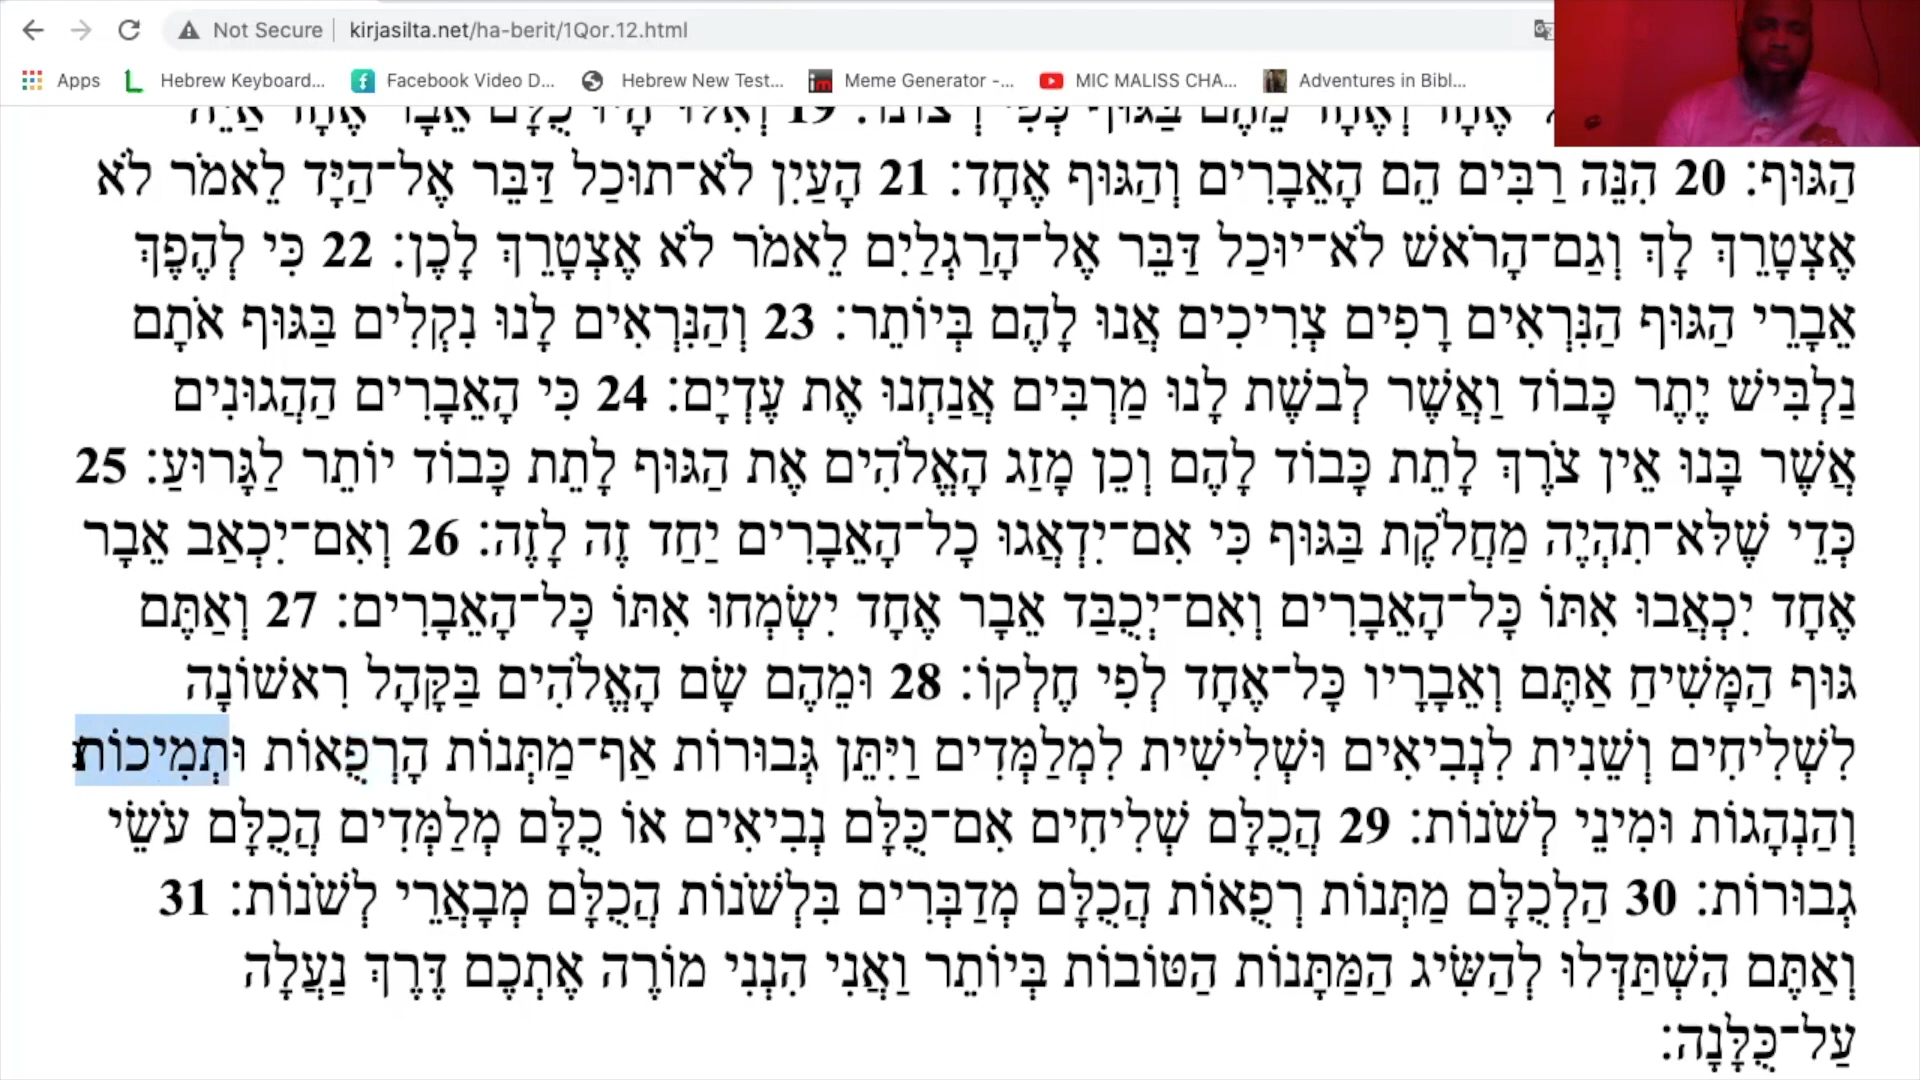 Not Secure
kirjasilta.net/ha-berit/1Qor.12.html
Apps
Hebrew Keyboard...
Facebook Video D...
Hebrew New Test...
Meme Generator -...
MIC MALISS CHA...
Adventures in Bibl...
אֶחָד וְאֶחָד מֵהֶם בַּגּוּף כְּפִי רְצוֹנוֹ׃ 19 וְאִלּוּ הָיוּ כֻלָּם אֵבָר אֶחָד אַיֵּה
הַגּוּף׃ 20 הִנֵּה רַבִּים הֵם הָאֵבָרִים וְהַגּוּף אֶחָד׃ 21 הָעַיִן לֹא־תוּכַל דַּבֵּר אֶל־הַיָּד לֵאמֹר לֹא
אֶצְטָרֵךְ לָךְ וְגַם־הָרֹאשׁ לֹא־יוּכַל דַּבֵּר אֶל־הָרַגְלַיִם לֵאמֹר לֹא אֶצְטָרֵךְ לָכֶן׃ 22 כִּי לְהֶפֶךְ
אֵבָרֵי הַגּוּף הַנִּרְאִים רָפִים צְרִיכִים אֲנוּ לָהֶם בְּיוֹתֵר׃ 23 וְהַנִּרְאִים לָנוּ נִקְלִים בַּגּוּף אֹתָם
נַלְבִּישׁ יֶתֶר כָּבוֹד וַאֲשֶׁר לְבשֶׁת לָנוּ מַרְבִּים אֲנַחְנוּ אֶת עֶדְיָם׃ 24 כִּי הָאֵבָרִים הַהֲגוּנִים
אֲשֶׁר בָּנוּ אֵין צֹרֶךְ לָתֵת כָּבוֹד לָהֶם וְכֵן מָזַג הָאֱלֹהִים אֶת הַגּוּף לָתֵת כָּבוֹד יוֹתֵר לַגָּרוּעַ׃ 25
כְּדֵי שֶׁלֹּא־תִהְיֶה מַחֲלֹקֶת בַּגּוּף כִּי אִם־יִדְאֲגוּ כָל־הָאֵבָרִים יַחַד זֶה לָזֶה׃ 26 וְאִם־יִכְאַב אֵבָר
אֶחָד יִכְאֲבוּ אִתּוֹ כָּל־הָאֵבָרִים וְאִם־יְכֻבַּד אֵבָר אֶחָד יִשְׂמְחוּ אִתּוֹ כָּל־הָאֵבָרִים׃ 27 וְאַתֶּם
גּוּף הַמָּשִׁיחַ אַתֶּם וְאֵבָרָיו כָּל־אֶחָד לְפִי חֶלְקוֹ׃ 28 וּמֵהֶם שָׂם הָאֱלֹהִים בַּקָּהָל רִאשׁוֹנָה
לִשְׁלִיחִים וְשֵׁנִית לִנְבִיאִים וּשְׁלִישִׁית לִמְלַמְּדִים וַיִּתֵּן גְּבוּרוֹת אַף־מַתְּנוֹת הָרְפֻאוֹת וּתְמִיכוֹת
וְהַנְהָגוֹת וּמִינֵי לְשֹׁנוֹת׃ 29 הֲכֻלָּם שְׁלִיחִים אִם־כֻּלָּם נְבִיאִים אוֹ כֻלָּם מְלַמְּדִים הֲכֻלָּם עֹשֵׂי
גְבוּרוֹת׃ 30 הַלְכֻלָּם מַתְּנוֹת רְפֻאוֹת הֲכֻלָּם מְדַבְּרִים בִּלְשֹׁנוֹת הֲכֻלָּם מְבָאֲרֵי לְשֹׁנוֹת׃ 31
וְאַתֶּם הִשְׁתַּדְּלוּ לְהַשִּׂיג הַמַּתָּנוֹת הַטּוֹבוֹת בְּיוֹתֵר וַאֲנִי הִנְנִי מוֹרֶה אֶתְכֶם דֶּרֶךְ נַעֲלָה
עַל־כֻּלָּנָה׃